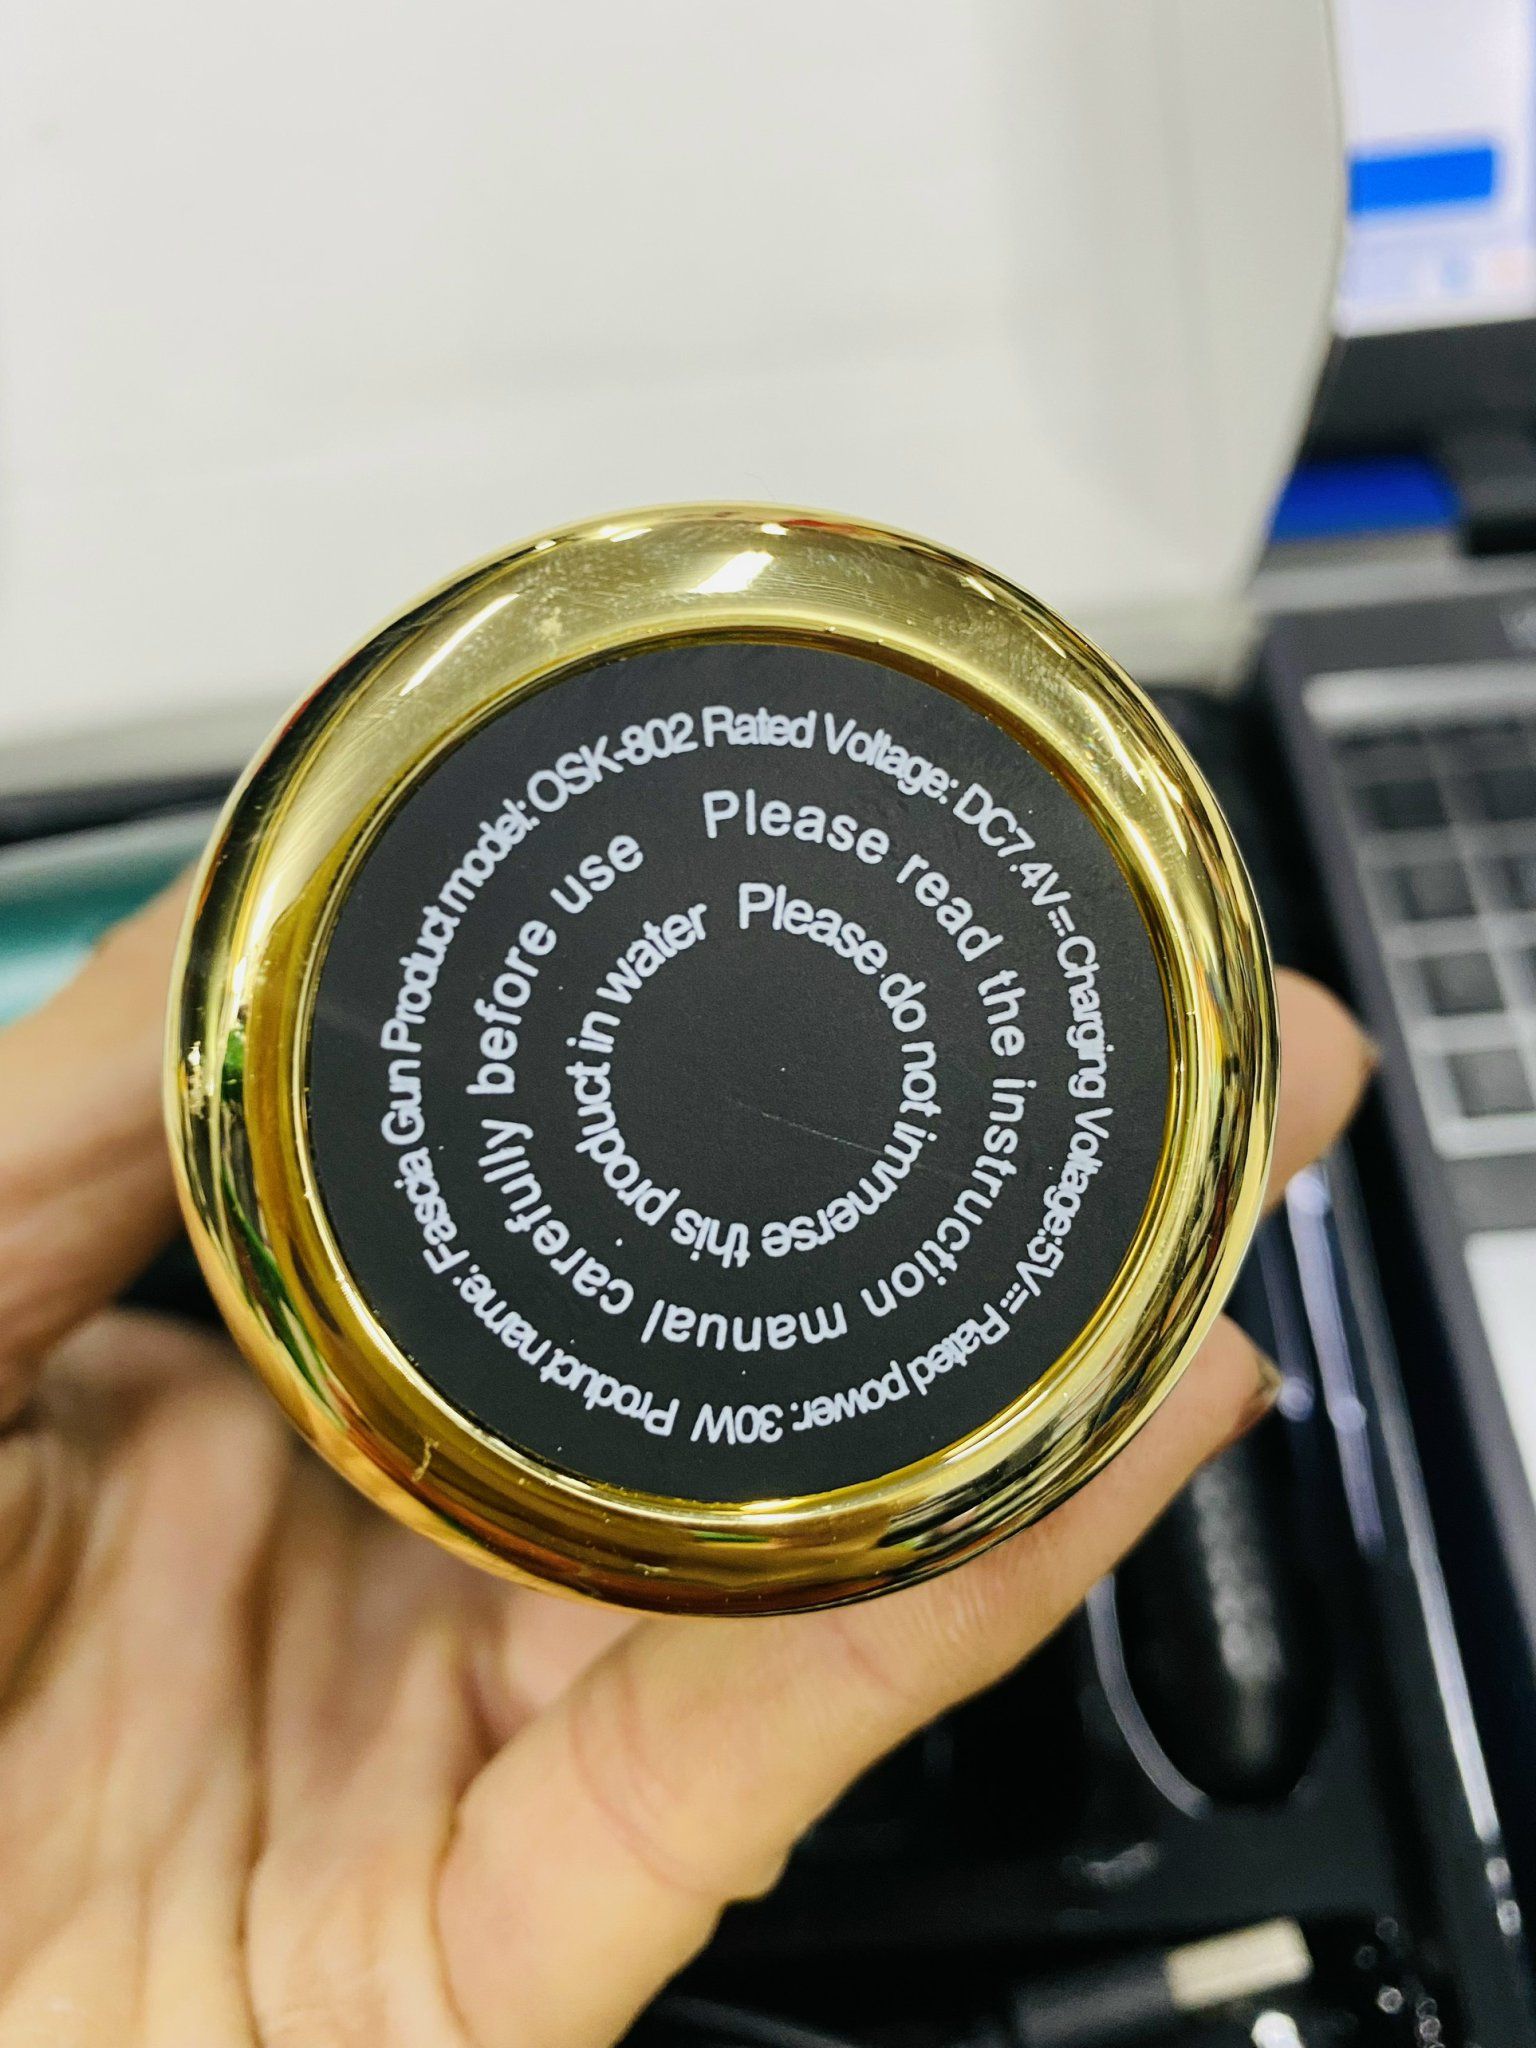 Product name: Fascia Gun Product model: OSK-802 Rated Voltage: DC7.4V⎓ Charging Voltage:5V⎓ Rated power: 30W
Please read the instruction manual carefully before use
Please do not immerse this product in water